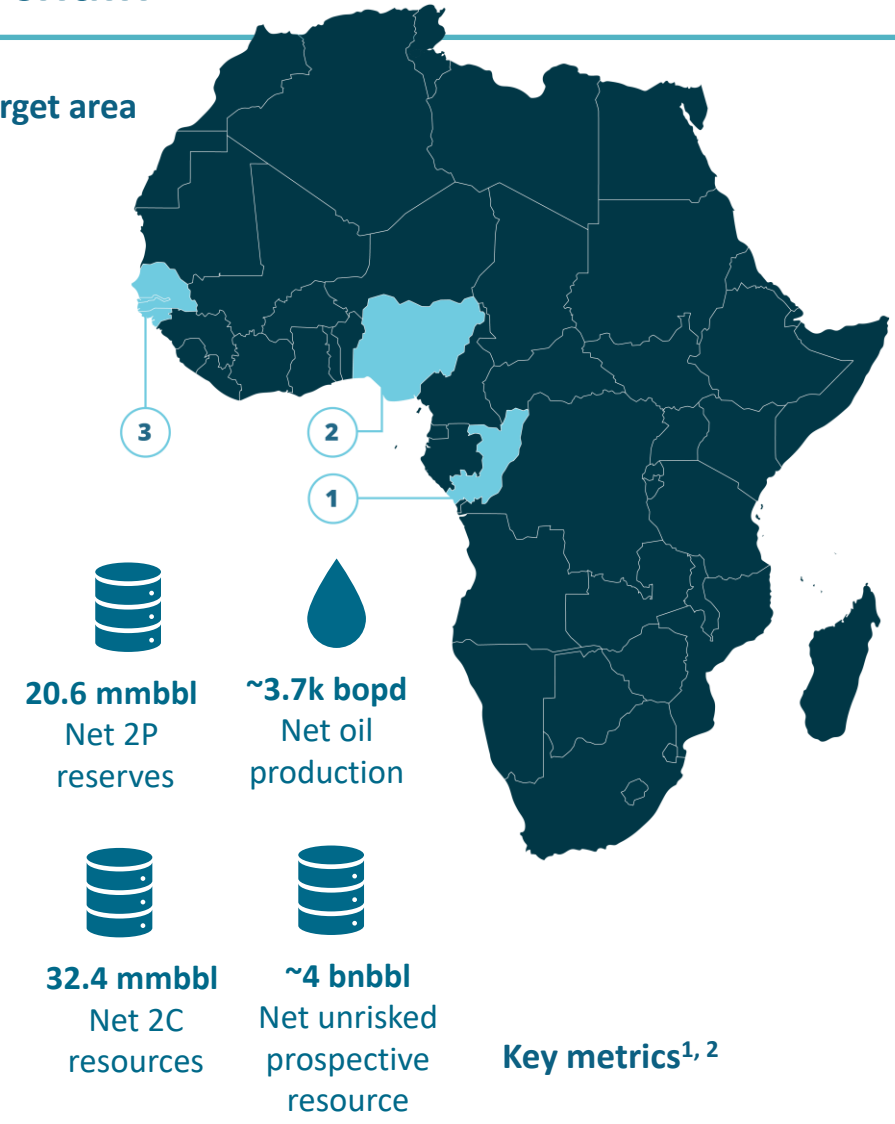 rget area
3
2
1
20.6 mmbbl
Net 2P
reserves
~3.7k bopd
Net oil
production
32.4 mmbbl
Net 2C
resources
~4 bnbbl
Net unrisked
prospective
resource
Key metrics1, 2